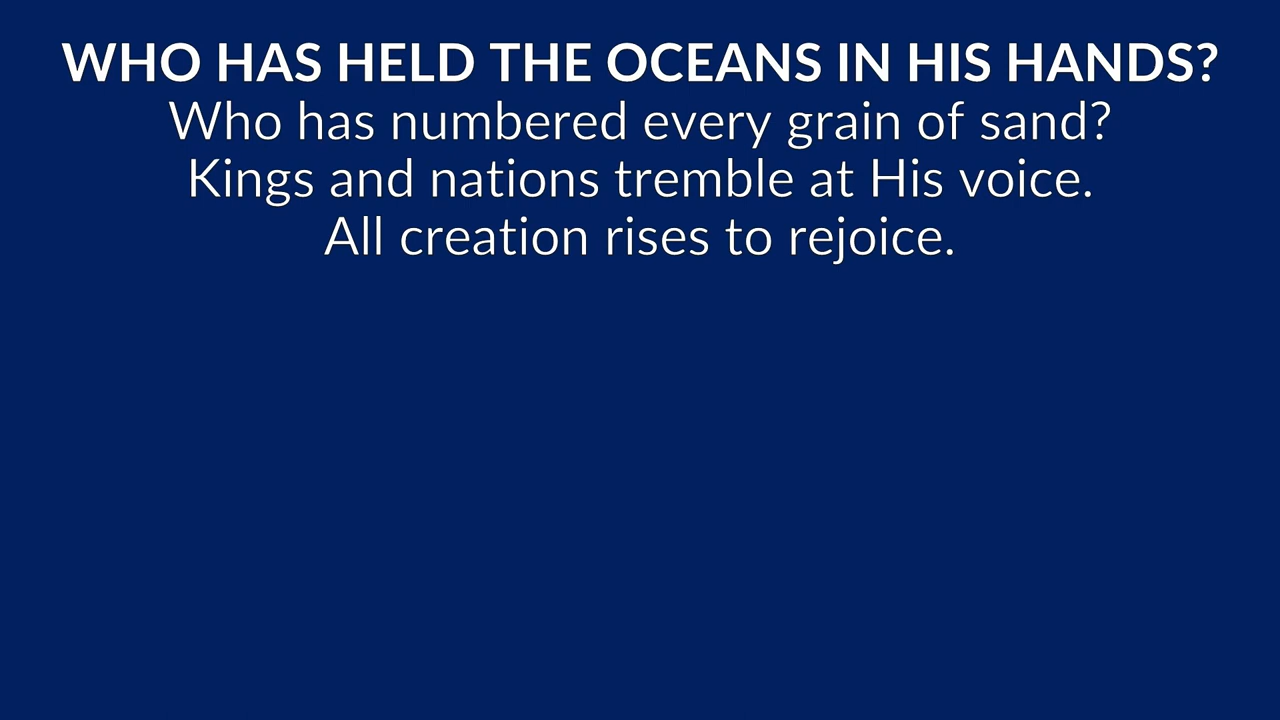 WHO HAS HELD THE OCEANS IN HIS HANDS?
Who has numbered every grain of sand?
Kings and nations tremble at His voice.
All creation rises to rejoice.